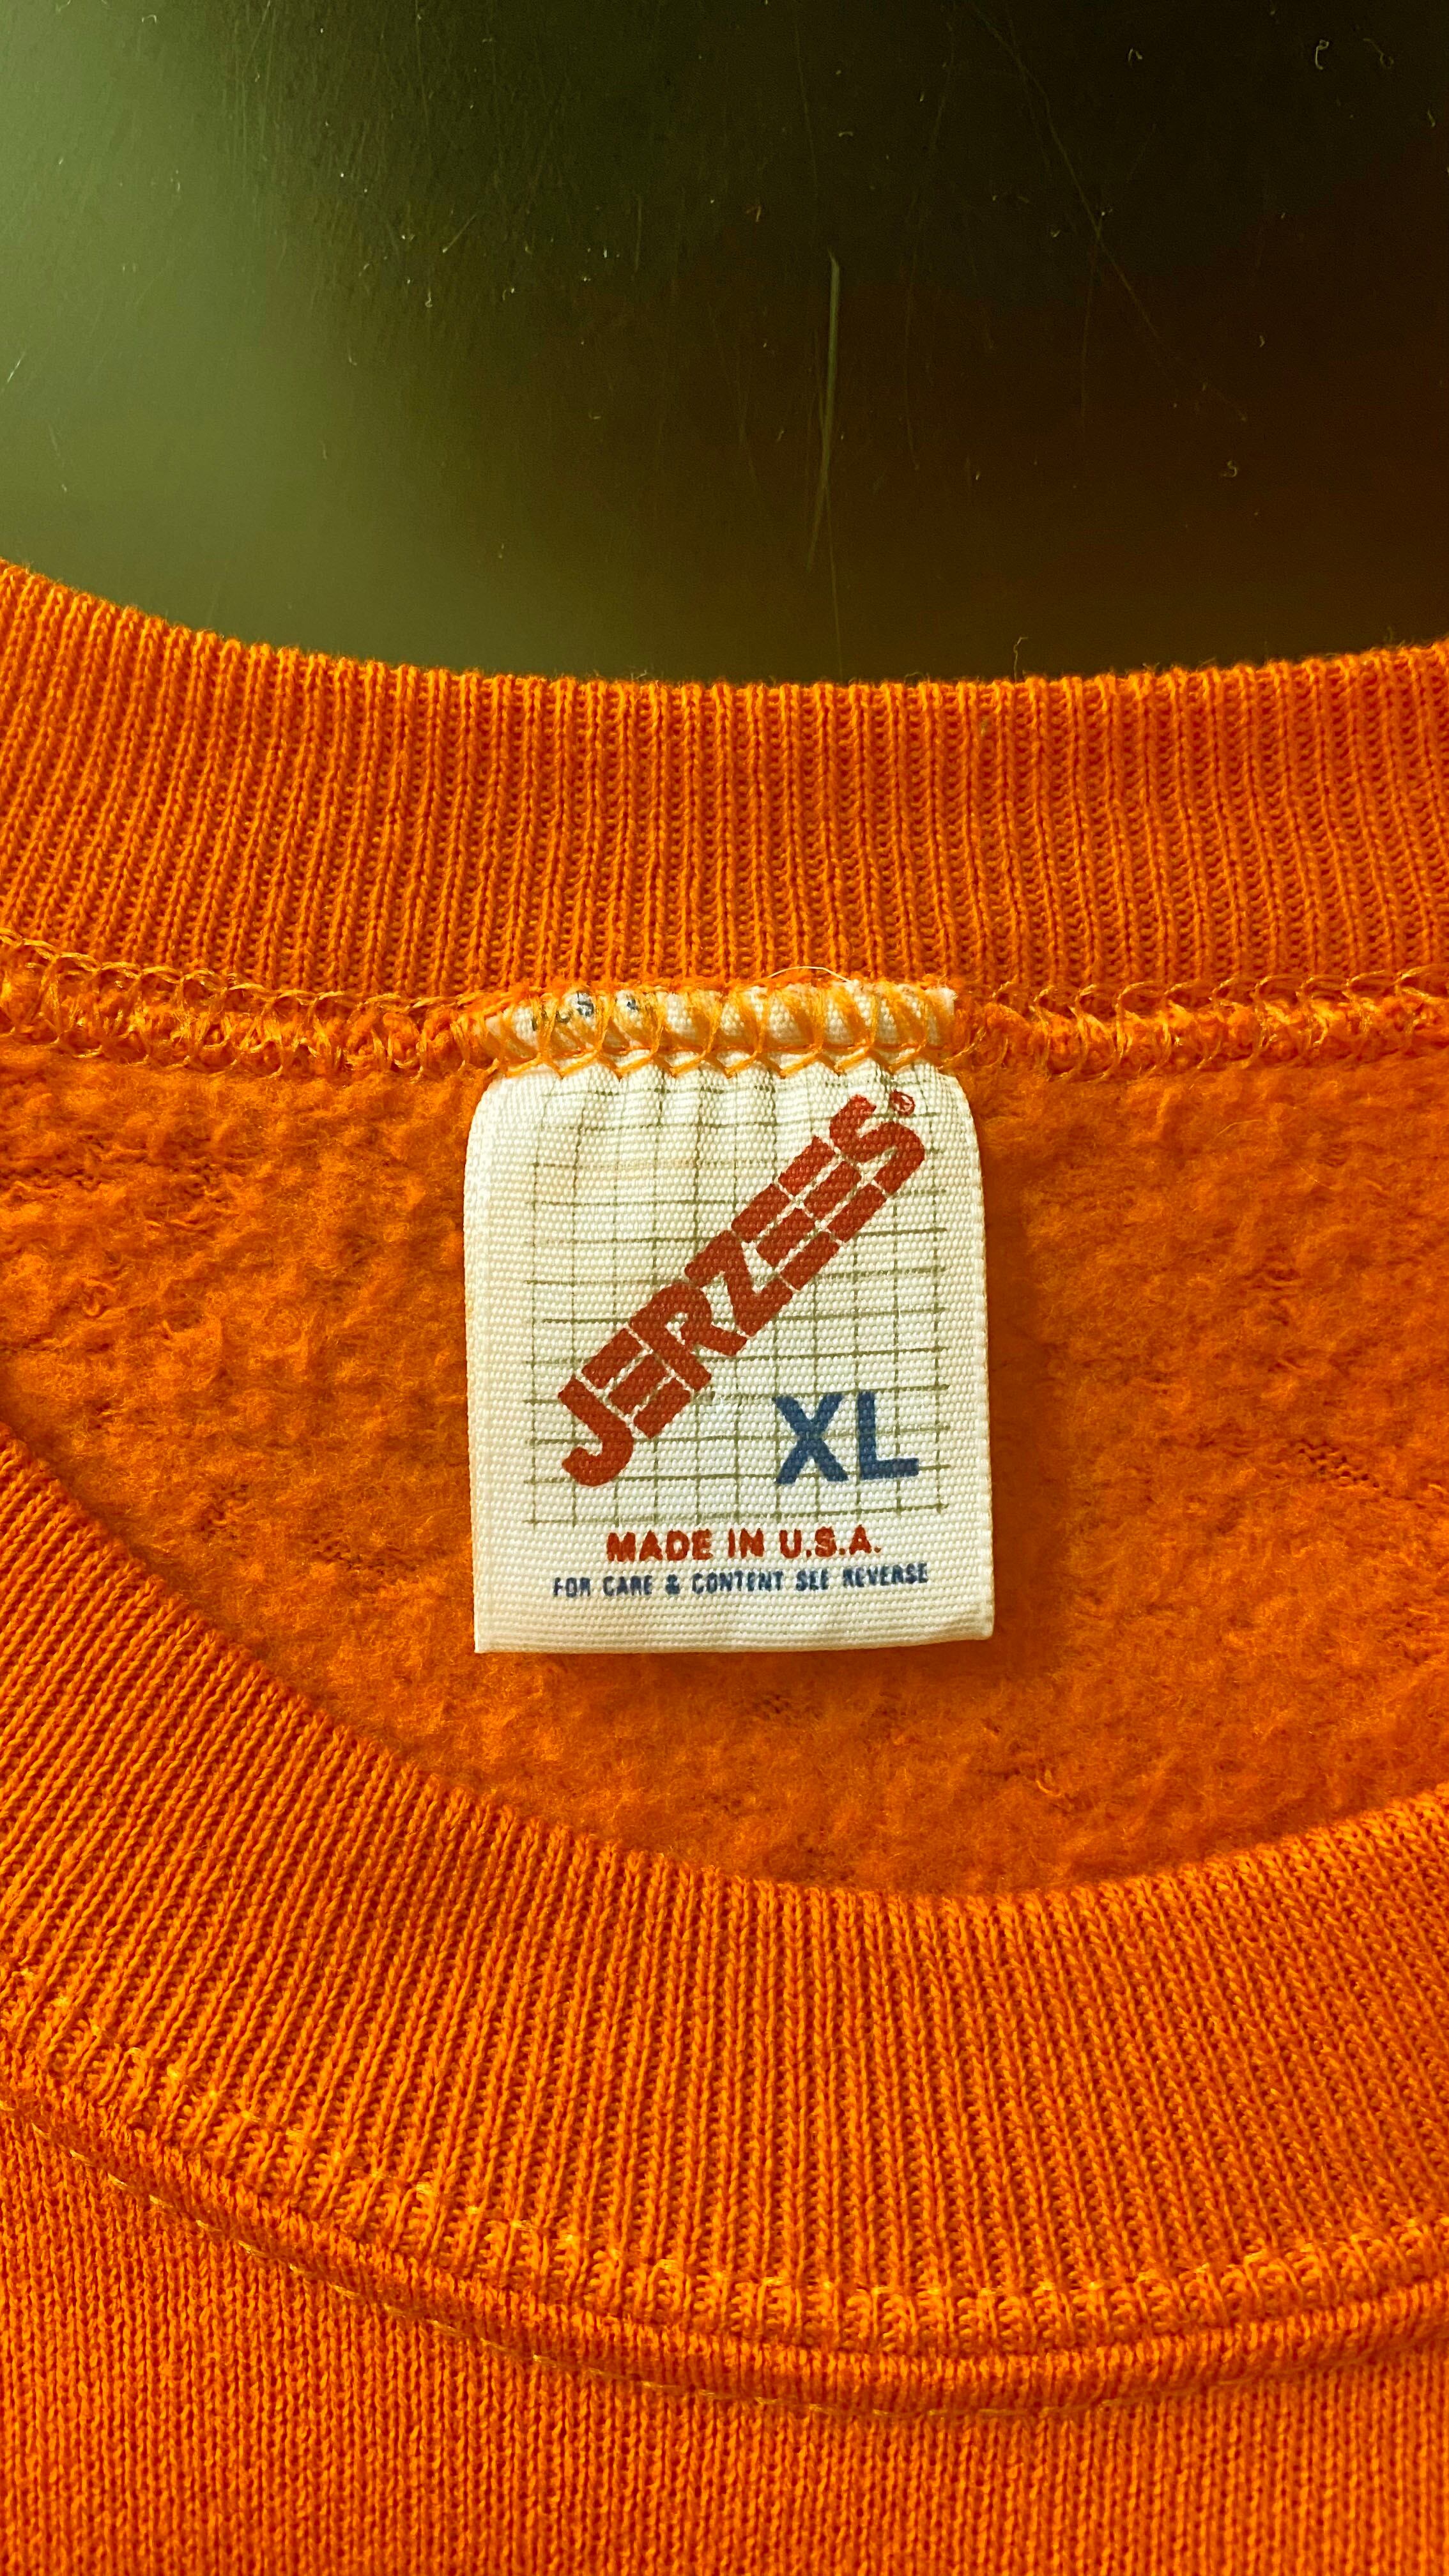 JERZEES®
XL
MADE IN U.S.A.
FOR CARE & CONTENT SEE REVERSE